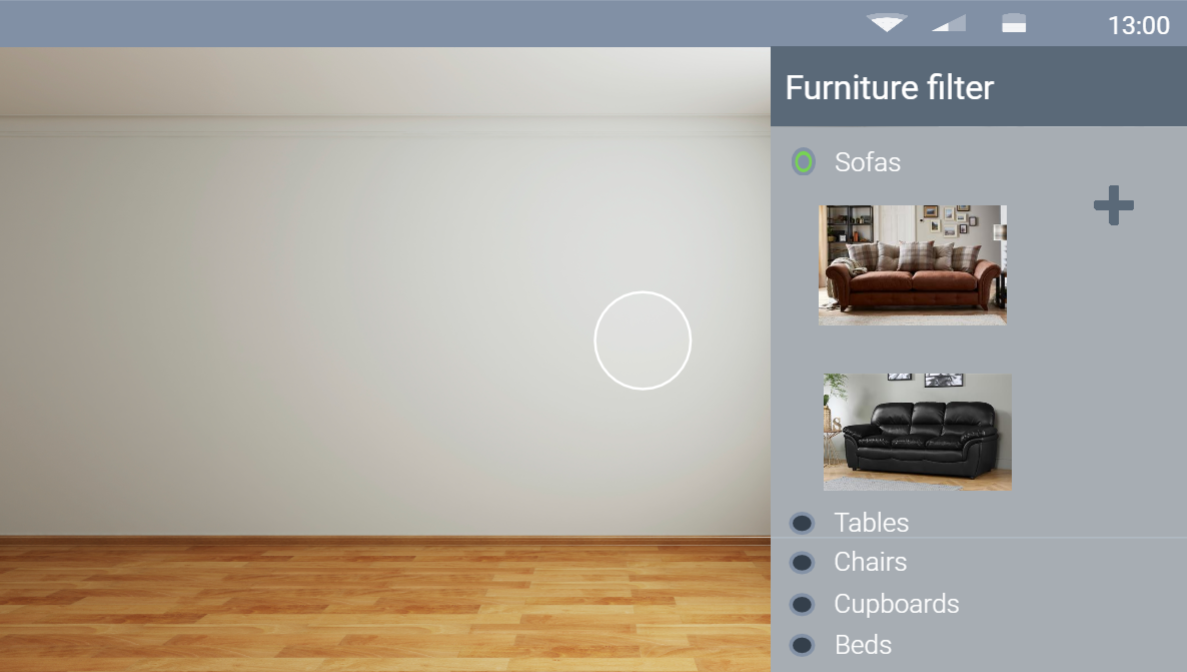 13:00
Furniture filter
Sofas
Tables
Chairs
Cupboards
Beds